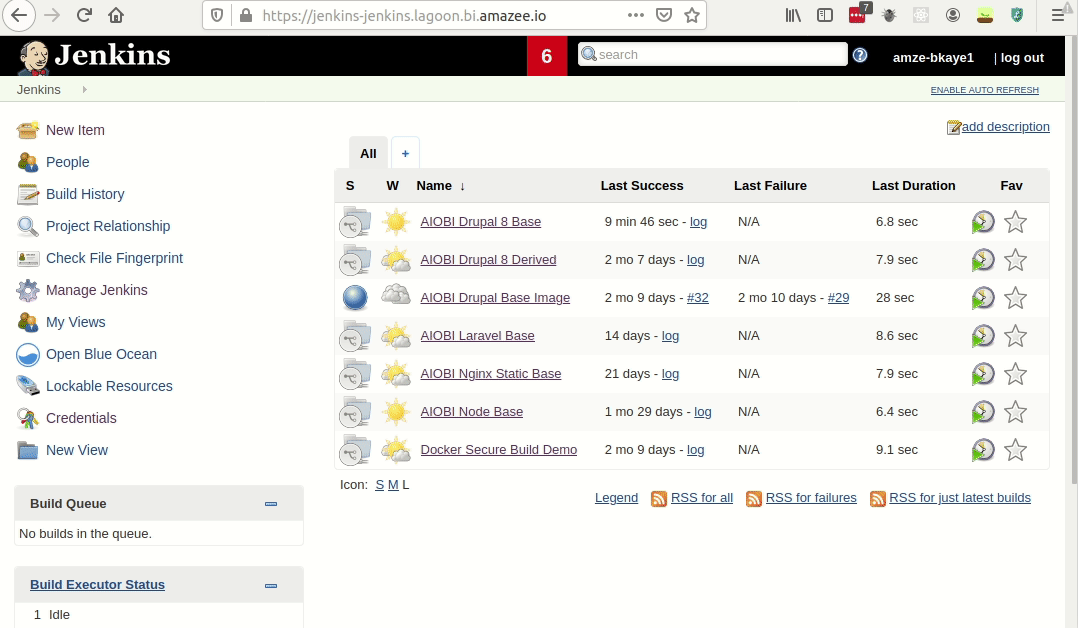 https://jenkins-jenkins.lagoon.bi.amazee.io
7
Jenkins
6
search
amze-bkaye1 | log out
Jenkins
ENABLE AUTO REFRESH
New Item
People
Build History
Project Relationship
Check File Fingerprint
Manage Jenkins
My Views
Open Blue Ocean
Lockable Resources
Credentials
New View
Build Queue
No builds in the queue.
Build Executor Status
1 Idle
add description
All +
S W Name ↓ Last Success Last Failure Last Duration Fav
AIOBI Drupal 8 Base 9 min 46 sec - log N/A 6.8 sec
AIOBI Drupal 8 Derived 2 mo 7 days - log N/A 7.9 sec
AIOBI Drupal Base Image 2 mo 9 days - #32 2 mo 10 days - #29 28 sec
AIOBI Laravel Base 14 days - log N/A 8.6 sec
AIOBI Nginx Static Base 21 days - log N/A 7.9 sec
AIOBI Node Base 1 mo 29 days - log N/A 6.4 sec
Docker Secure Build Demo 2 mo 9 days - log N/A 9.1 sec
Icon: S M L
Legend RSS for all RSS for failures RSS for just latest builds